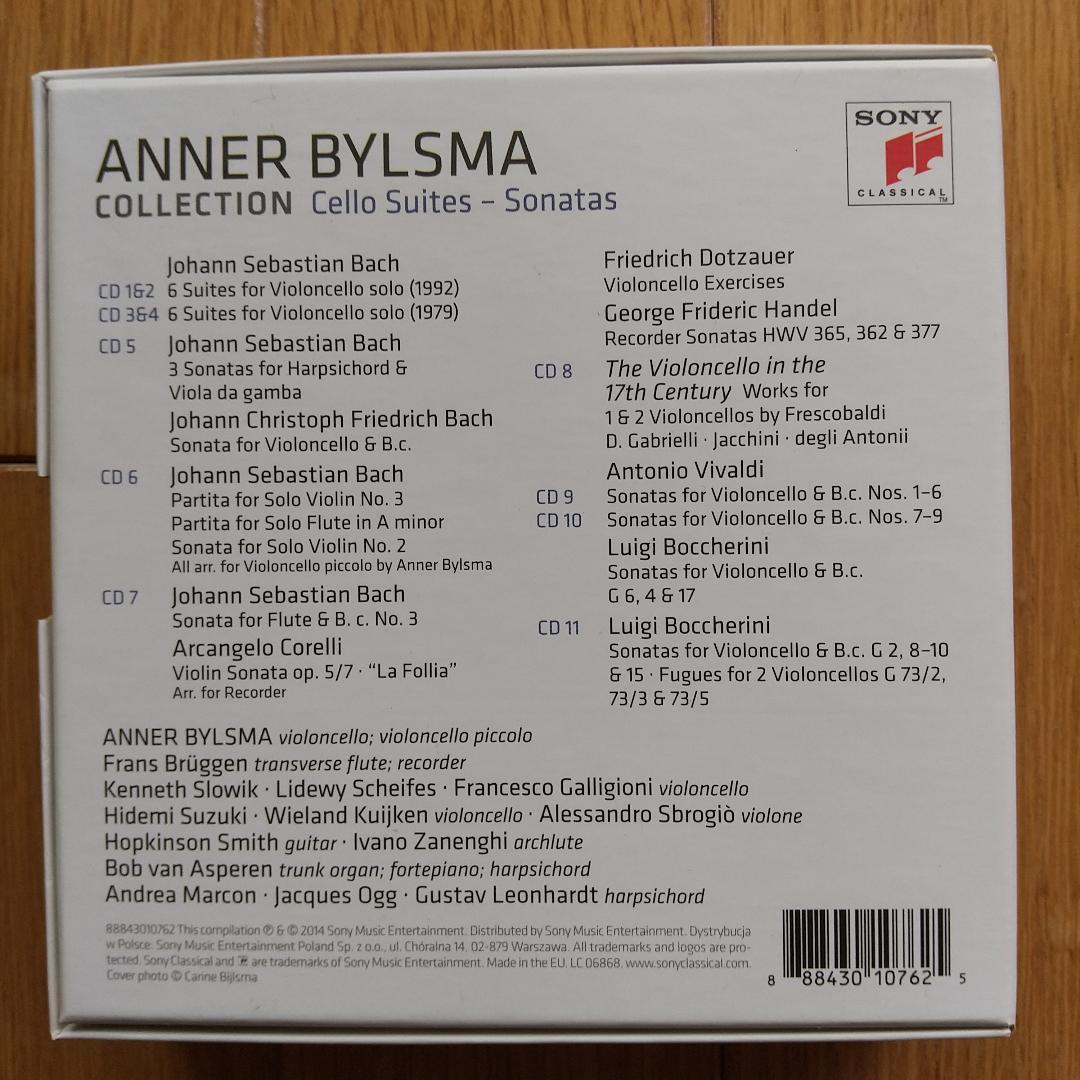 ANNER BYLSMA
COLLECTION Cello Suites – Sonatas
SONY
CLASSICAL™
Johann Sebastian Bach
CD 1&2 6 Suites for Violoncello solo (1992)
CD 3&4 6 Suites for Violoncello solo (1979)
CD 5 Johann Sebastian Bach
3 Sonatas for Harpsichord &
Viola da gamba
Johann Christoph Friedrich Bach
Sonata for Violoncello & B.c.
CD 6 Johann Sebastian Bach
Partita for Solo Violin No. 3
Partita for Solo Flute in A minor
Sonata for Solo Violin No. 2
All arr. for Violoncello piccolo by Anner Bylsma
CD 7 Johann Sebastian Bach
Sonata for Flute & B. c. No. 3
Arcangelo Corelli
Violin Sonata op. 5/7 · “La Follia”
Arr. for Recorder
Friedrich Dotzauer
Violoncello Exercises
George Frideric Handel
Recorder Sonatas HWV 365, 362 & 377
CD 8 The Violoncello in the
17th Century Works for
1 & 2 Violoncellos by Frescobaldi
D. Gabrielli · Jacchini · degli Antonii
Antonio Vivaldi
CD 9 Sonatas for Violoncello & B.c. Nos. 1–6
CD 10 Sonatas for Violoncello & B.c. Nos. 7–9
Luigi Boccherini
Sonatas for Violoncello & B.c.
G 6, 4 & 17
CD 11 Luigi Boccherini
Sonatas for Violoncello & B.c. G 2, 8–10
& 15 · Fugues for 2 Violoncellos G 73/2,
73/3 & 73/5
ANNER BYLSMA violoncello; violoncello piccolo
Frans Brüggen transverse flute; recorder
Kenneth Slowik · Lidewy Scheifes · Francesco Galligioni violoncello
Hidemi Suzuki · Wieland Kuijken violoncello · Alessandro Sbrogiò violone
Hopkinson Smith guitar · Ivano Zanenghi archlute
Bob van Asperen trunk organ; fortepiano; harpsichord
Andrea Marcon · Jacques Ogg · Gustav Leonhardt harpsichord
88843010762 This compilation ℗ & © 2014 Sony Music Entertainment. Distributed by Sony Music Entertainment. Dystrybucja
w Polsce: Sony Music Entertainment Poland Sp. z o.o., ul. Chóralna 14, 02-879 Warszawa. All trademarks and logos are pro-
tected. Sony Classical and are trademarks of Sony Music Entertainment. Made in the EU. LC 06868. www.sonyclassical.com.
Cover photo © Carine Bijlsma
8 88430 10762 5